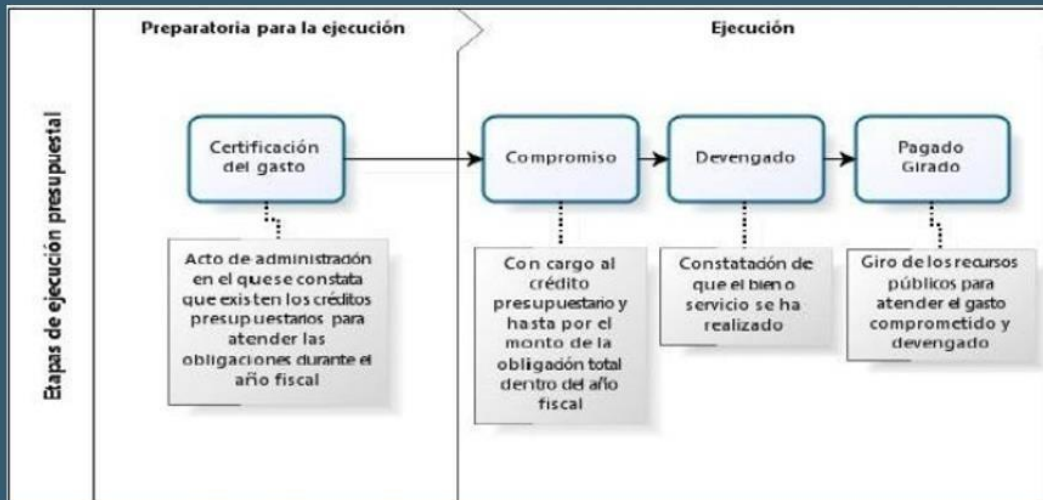 Preparatoria para la ejecución
Ejecución
Etapas de ejecución presupuestal
Certificación
del gasto
Compromiso
Devengado
Pagado
Girado
Acto de administración
en el quese constata
que existen los créditos
presupuestarios para
atender las
obligaciones durante el
año fiscal
Con cargo al
crédito
presupuestario y
hasta por el
monto de la
obligación total
dentro del año
fiscal
Constatación de
que el bien o
servicio se ha
realizado
Giro de los recursos
públicos para
atender el gasto
comprometido y
devengado